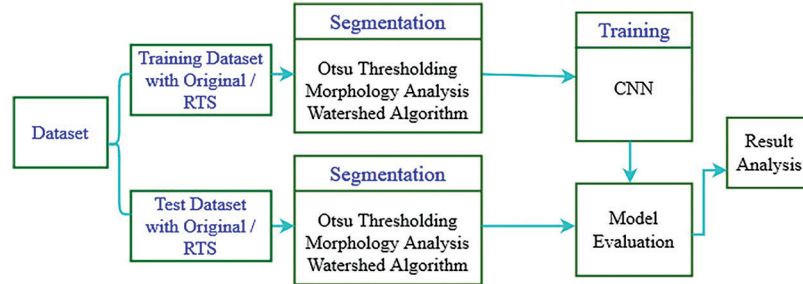 Dataset
Training Dataset
with Original /
RTS
Segmentation
Otsu Thresholding
Morphology Analysis
Watershed Algorithm
Training
CNN
Test Dataset
with Original /
RTS
Segmentation
Otsu Thresholding
Morphology Analysis
Watershed Algorithm
Model
Evaluation
Result
Analysis